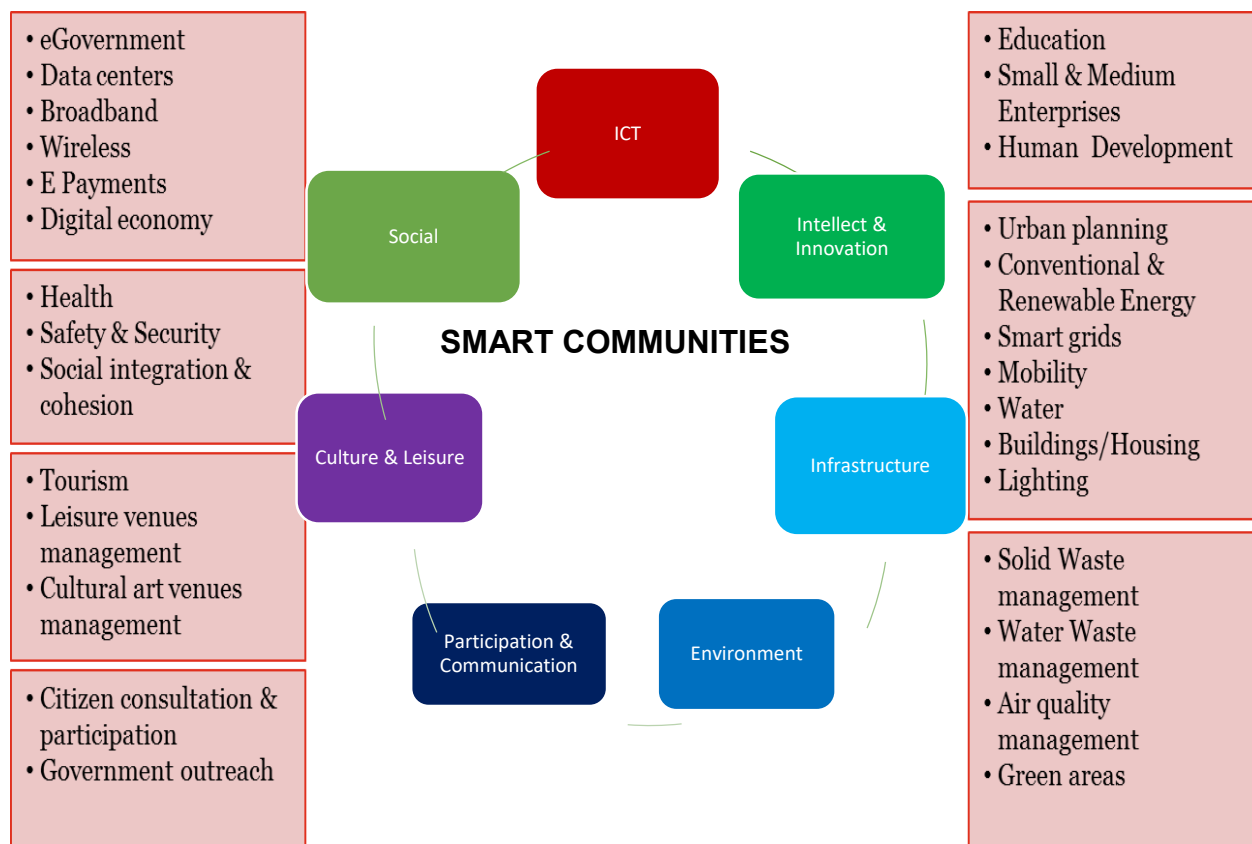 • eGovernment
• Data centers
• Broadband
• Wireless
• E Payments
• Digital economy
• Health
• Safety & Security
• Social integration &
cohesion
• Tourism
• Leisure venues
management
• Cultural art venues
management
• Citizen consultation &
participation
• Government outreach
ICT
Social
Intellect &
Innovation
SMART COMMUNITIES
Culture & Leisure
Infrastructure
Participation &
Communication
Environment
• Education
• Small & Medium
Enterprises
• Human Development
• Urban planning
• Conventional &
Renewable Energy
• Smart grids
• Mobility
• Water
• Buildings/Housing
• Lighting
• Solid Waste
management
• Water Waste
management
• Air quality
management
• Green areas